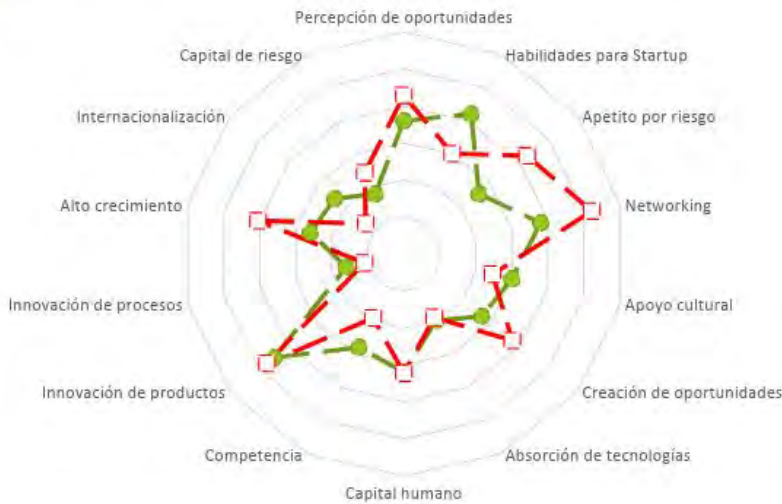 Percepción de oportunidades
Capital de riesgo
Habilidades para Startup
Internacionalización
Apetito por riesgo
Alto crecimiento
Networking
Innovación de procesos
Apoyo cultural
Innovación de productos
Creación de oportunidades
Competencia
Absorción de tecnologías
Capital humano